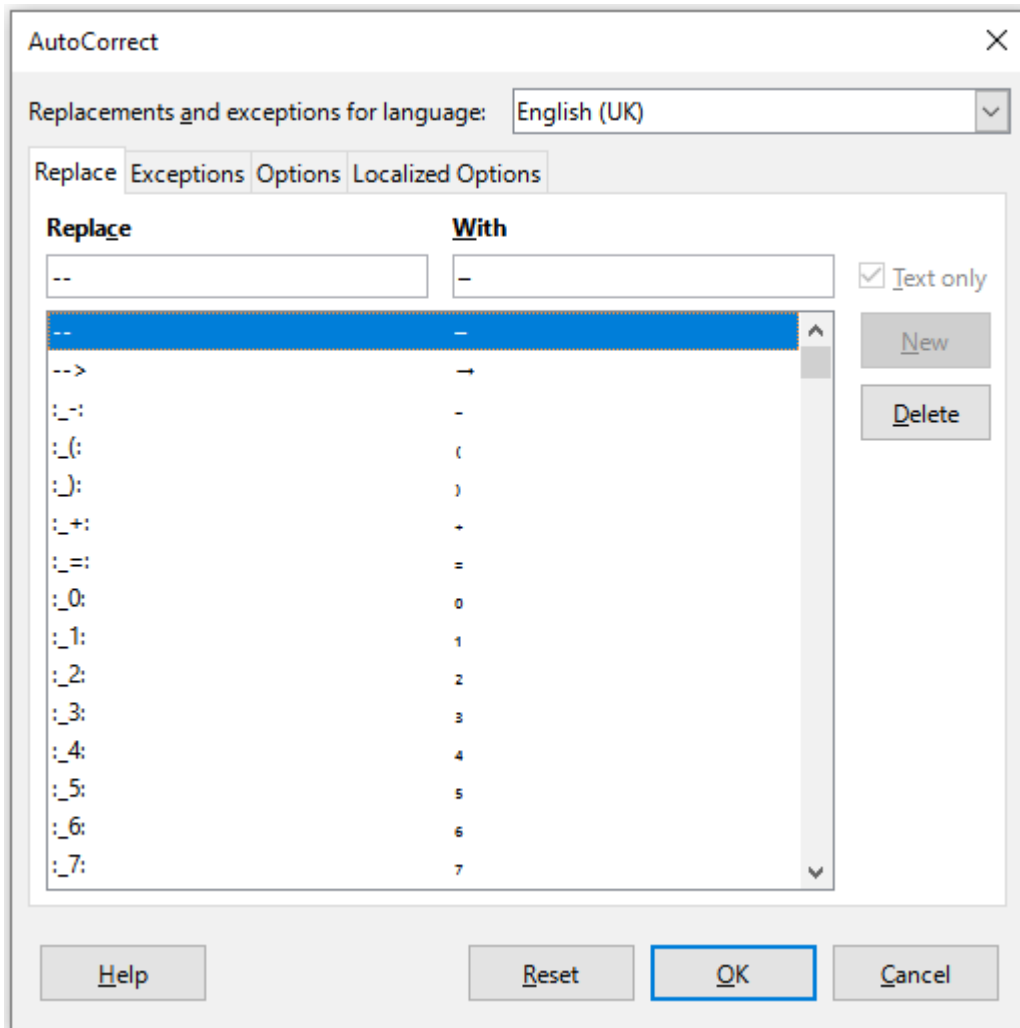 AutoCorrect
Replacements and exceptions for language: English (UK)
Replace Exceptions Options Localized Options
Replace With
-- – Text only
-- –
New
--> →
:_-: ₋
Delete
:_(: ₍
:_): ₎
:_+: ₊
:_=: ₌
:_0: ₀
:_1: ₁
:_2: ₂
:_3: ₃
:_4: ₄
:_5: ₅
:_6: ₆
:_7: ₇
Help Reset OK Cancel